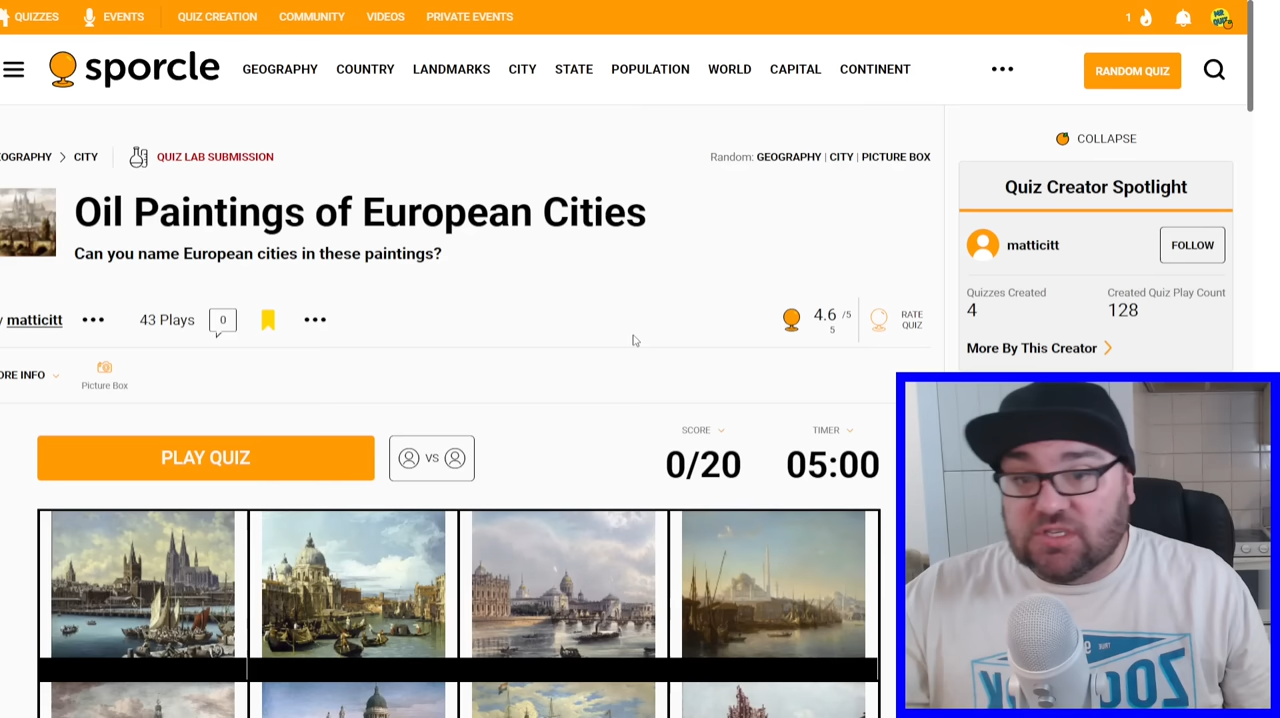 QUIZZES EVENTS QUIZ CREATION COMMUNITY VIDEOS PRIVATE EVENTS 1
sporcle GEOGRAPHY COUNTRY LANDMARKS CITY STATE POPULATION WORLD CAPITAL CONTINENT ••• RANDOM QUIZ
COLLAPSE
OGRAPHY > CITY QUIZ LAB SUBMISSION Random: GEOGRAPHY | CITY | PICTURE BOX
Quiz Creator Spotlight
Oil Paintings of European Cities
Can you name European cities in these paintings?
matticitt FOLLOW
Quizzes Created Created Quiz Play Count
4 128
y matticitt ••• 43 Plays 0 ••• 4.6 /5 5 RATE QUIZ
More By This Creator
ORE INFO Picture Box
SCORE TIMER
PLAY QUIZ VS 0/20 05:00